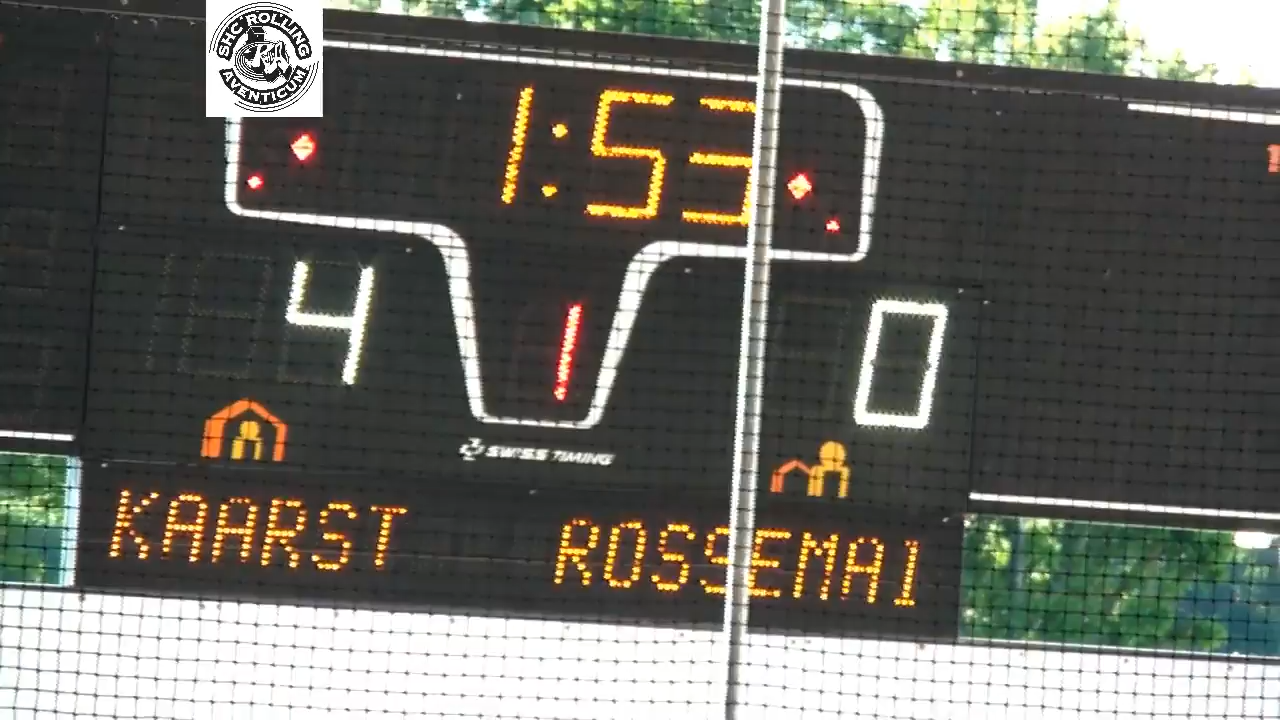 SHC ROLLING
AVENTICUM
1:53
4 1 0
SWISS TIMING
KAARST ROSSEMAI